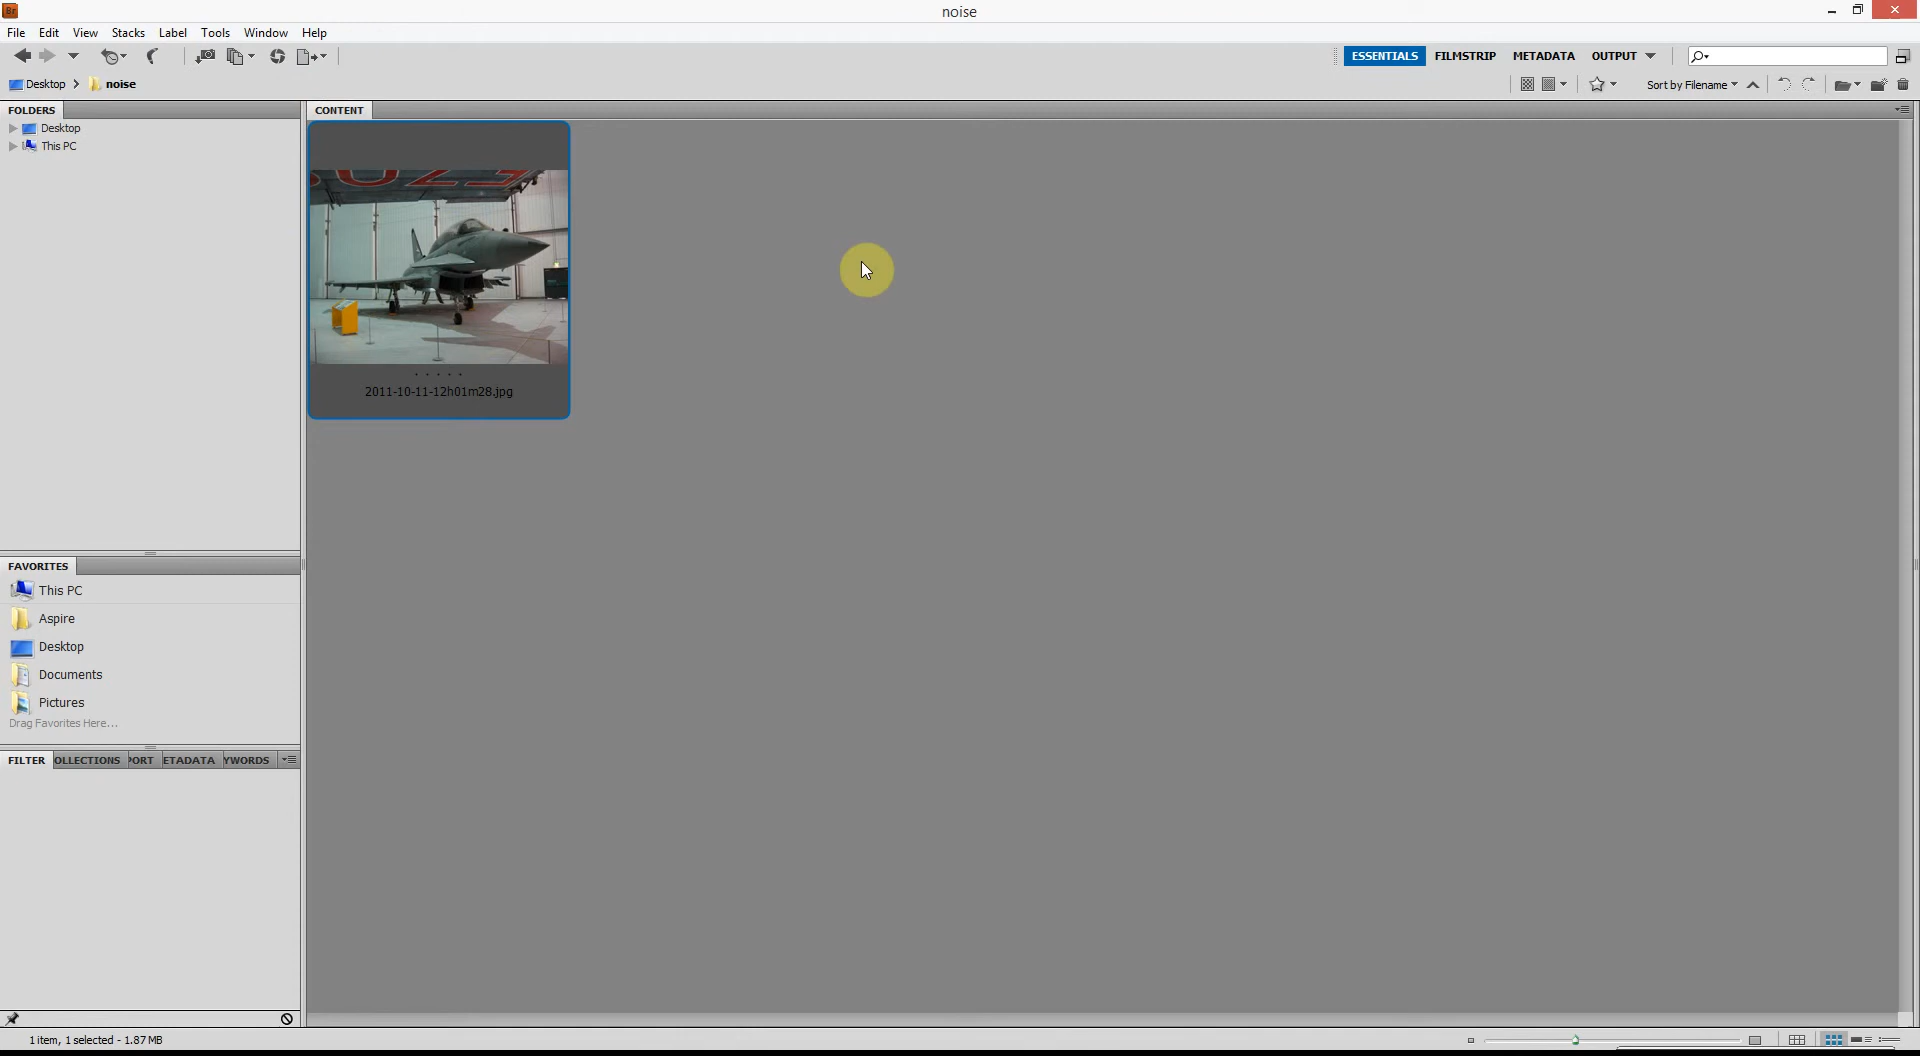 Br
noise
File Edit View Stacks Label Tools Window Help
ESSENTIALS FILMSTRIP METADATA OUTPUT
Desktop noise
Sort by Filename
FOLDERS
CONTENT
Desktop
This PC
2011-10-11-12h01m28.jpg
FAVORITES
This PC
Aspire
Desktop
Documents
Pictures
Drag Favorites Here...
FILTER OLLECTIONS PORT ETADATA YWORDS
1 item, 1 selected - 1.87 MB